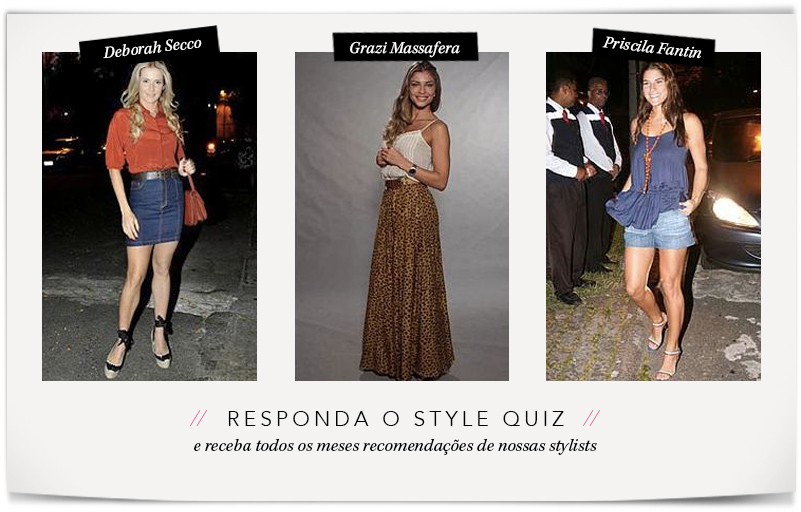 Deborah Secco
Grazi Massafera
Priscila Fantin
// RESPONDA O STYLE QUIZ //
e receba todos os meses recomendações de nossas stylists